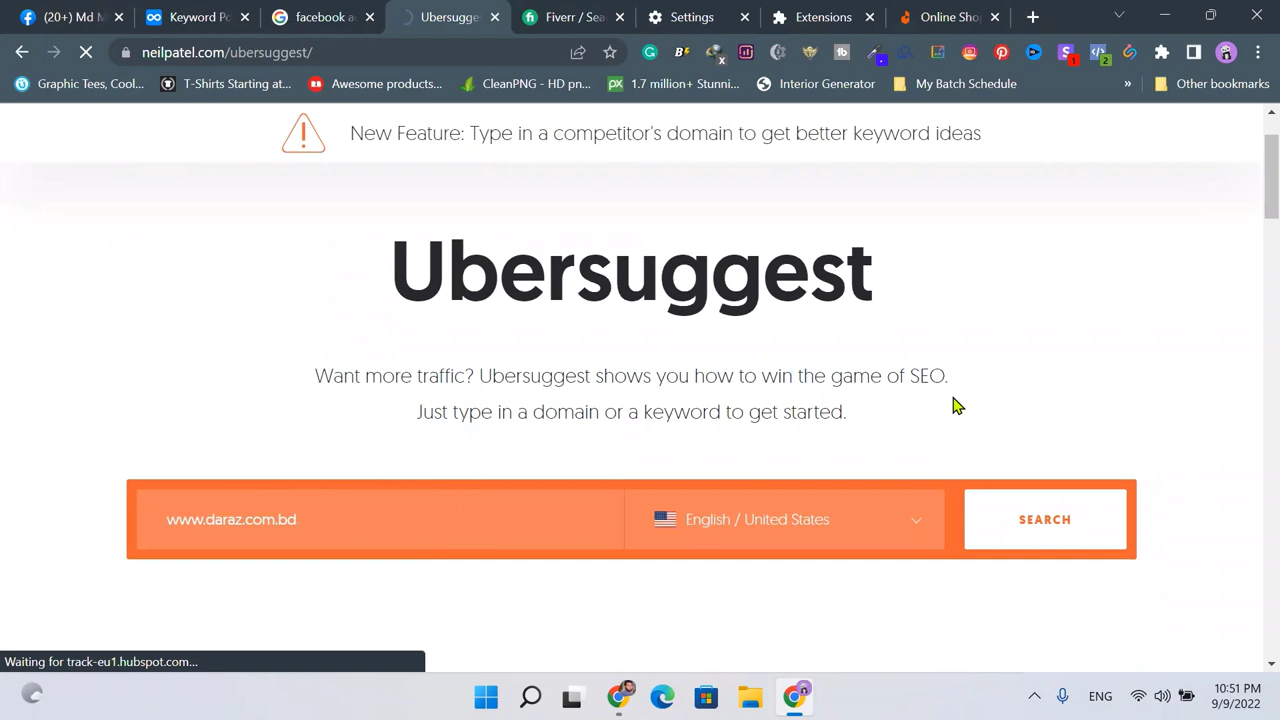 (20+) Md M
Keyword Po
facebook a
Ubersugge
Fiverr / Sea
Settings
Extensions
Online Sho
neilpatel.com/ubersuggest/
Graphic Tees, Cool...
T-Shirts Starting at...
Awesome products...
CleanPNG - HD pn...
1.7 million+ Stunni...
Interior Generator
My Batch Schedule
»
Other bookmarks
New Feature: Type in a competitor's domain to get better keyword ideas
Ubersuggest
Want more traffic? Ubersuggest shows you how to win the game of SEO.
Just type in a domain or a keyword to get started.
www.daraz.com.bd
English / United States
SEARCH
Waiting for track-eu1.hubspot.com...
ENG
10:51 PM
9/9/2022